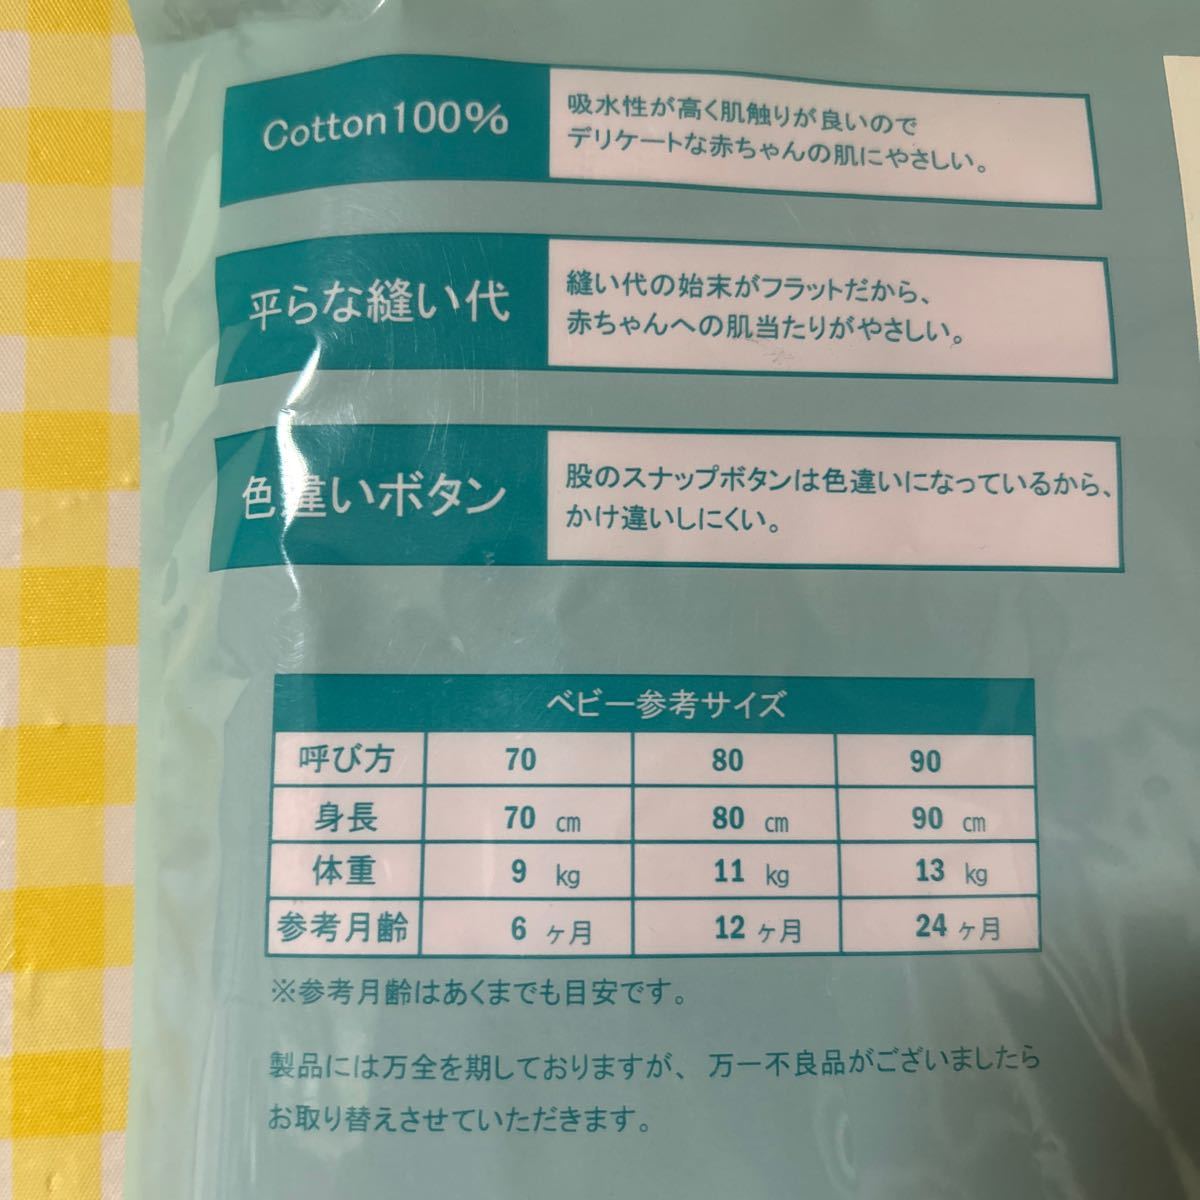 Cotton100%
吸水性が高く肌触りが良いので
デリケートな赤ちゃんの肌にやさしい。
平らな縫い代
縫い代の始末がフラットだから、
赤ちゃんへの肌当たりがやさしい。
色違いボタン
股のスナップボタンは色違いになっているから、
かけ違いしにくい。
ベビー参考サイズ
呼び方 70 80 90
身長 70 cm 80 cm 90 cm
体重 9 kg 11 kg 13 kg
参考月齢 6 ヶ月 12 ヶ月 24 ヶ月
※参考月齢はあくまでも目安です。
製品には万全を期しておりますが、万一不良品がございましたら
お取り替えさせていただきます。